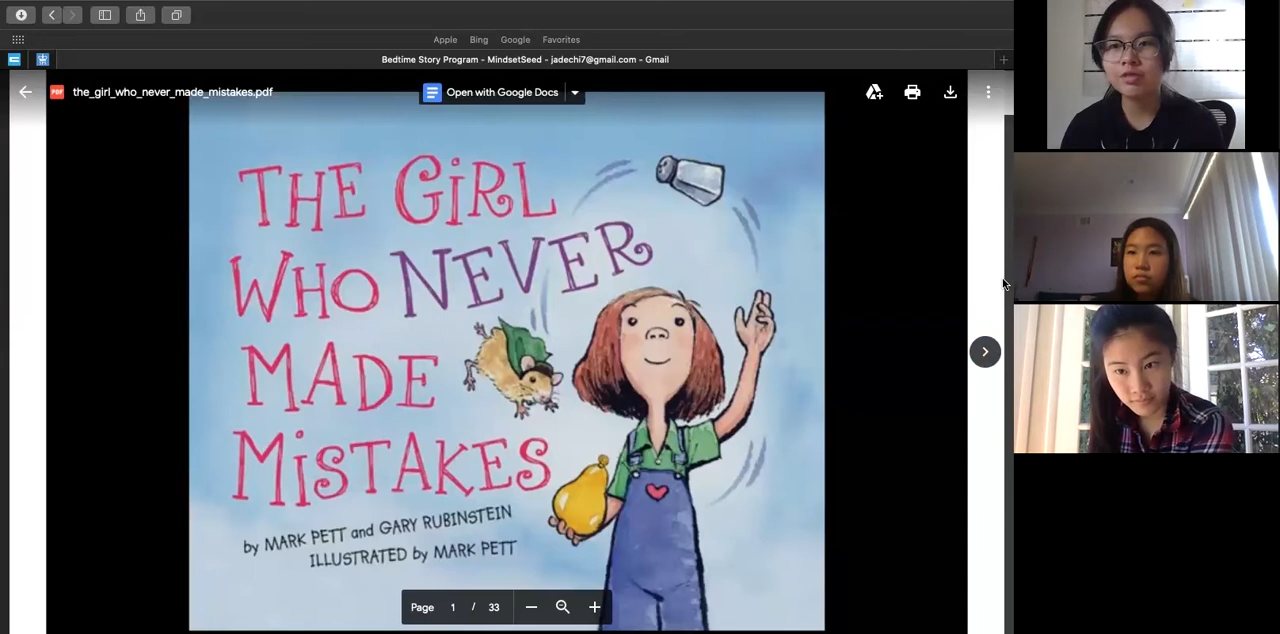 Apple Bing Google Favorites
Bedtime Story Program - MindsetSeed - jadechi7@gmail.com - Gmail
PDF the_girl_who_never_made_mistakes.pdf
Open with Google Docs
THE GiRL
WHO NEVER
MADE
MiSTAKES
by MARK PETT and GARY RUBINSTEIN
ILLUSTRATED by MARK PETT
Page 1 / 33